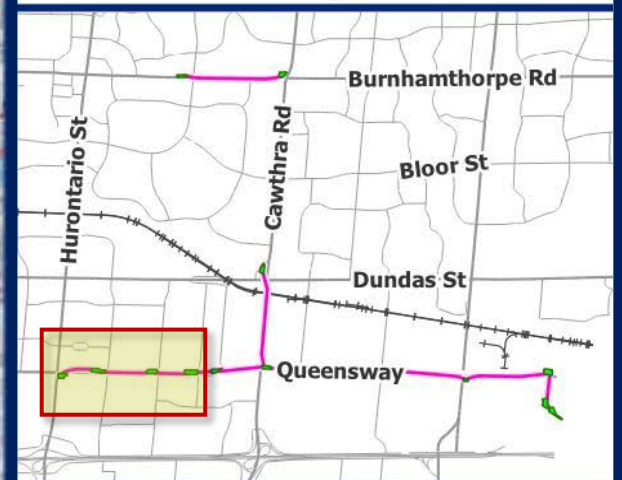 Burnhamthorpe Rd
Hurontario St
Cawthra Rd
Bloor St
Dundas St
Queensway